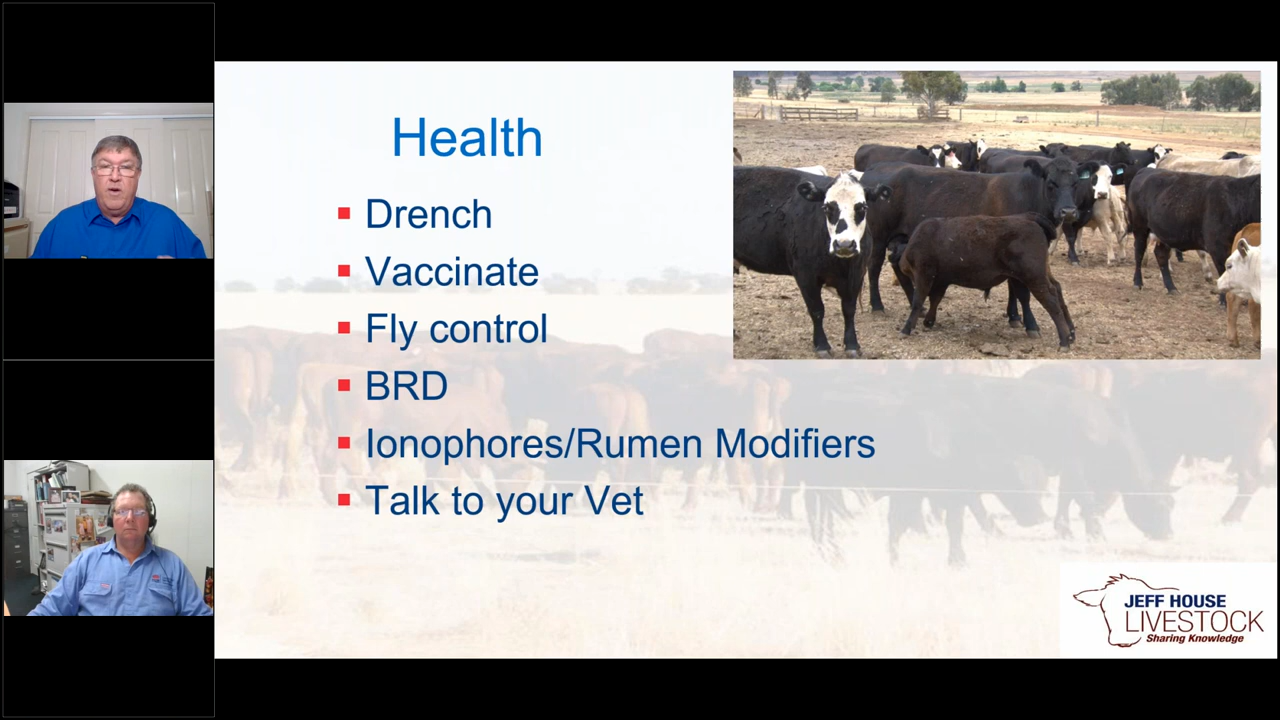 Health
Drench
Vaccinate
Fly control
BRD
Ionophores/Rumen Modifiers
Talk to your Vet
JEFF HOUSE
LIVESTOCK
Sharing Knowledge